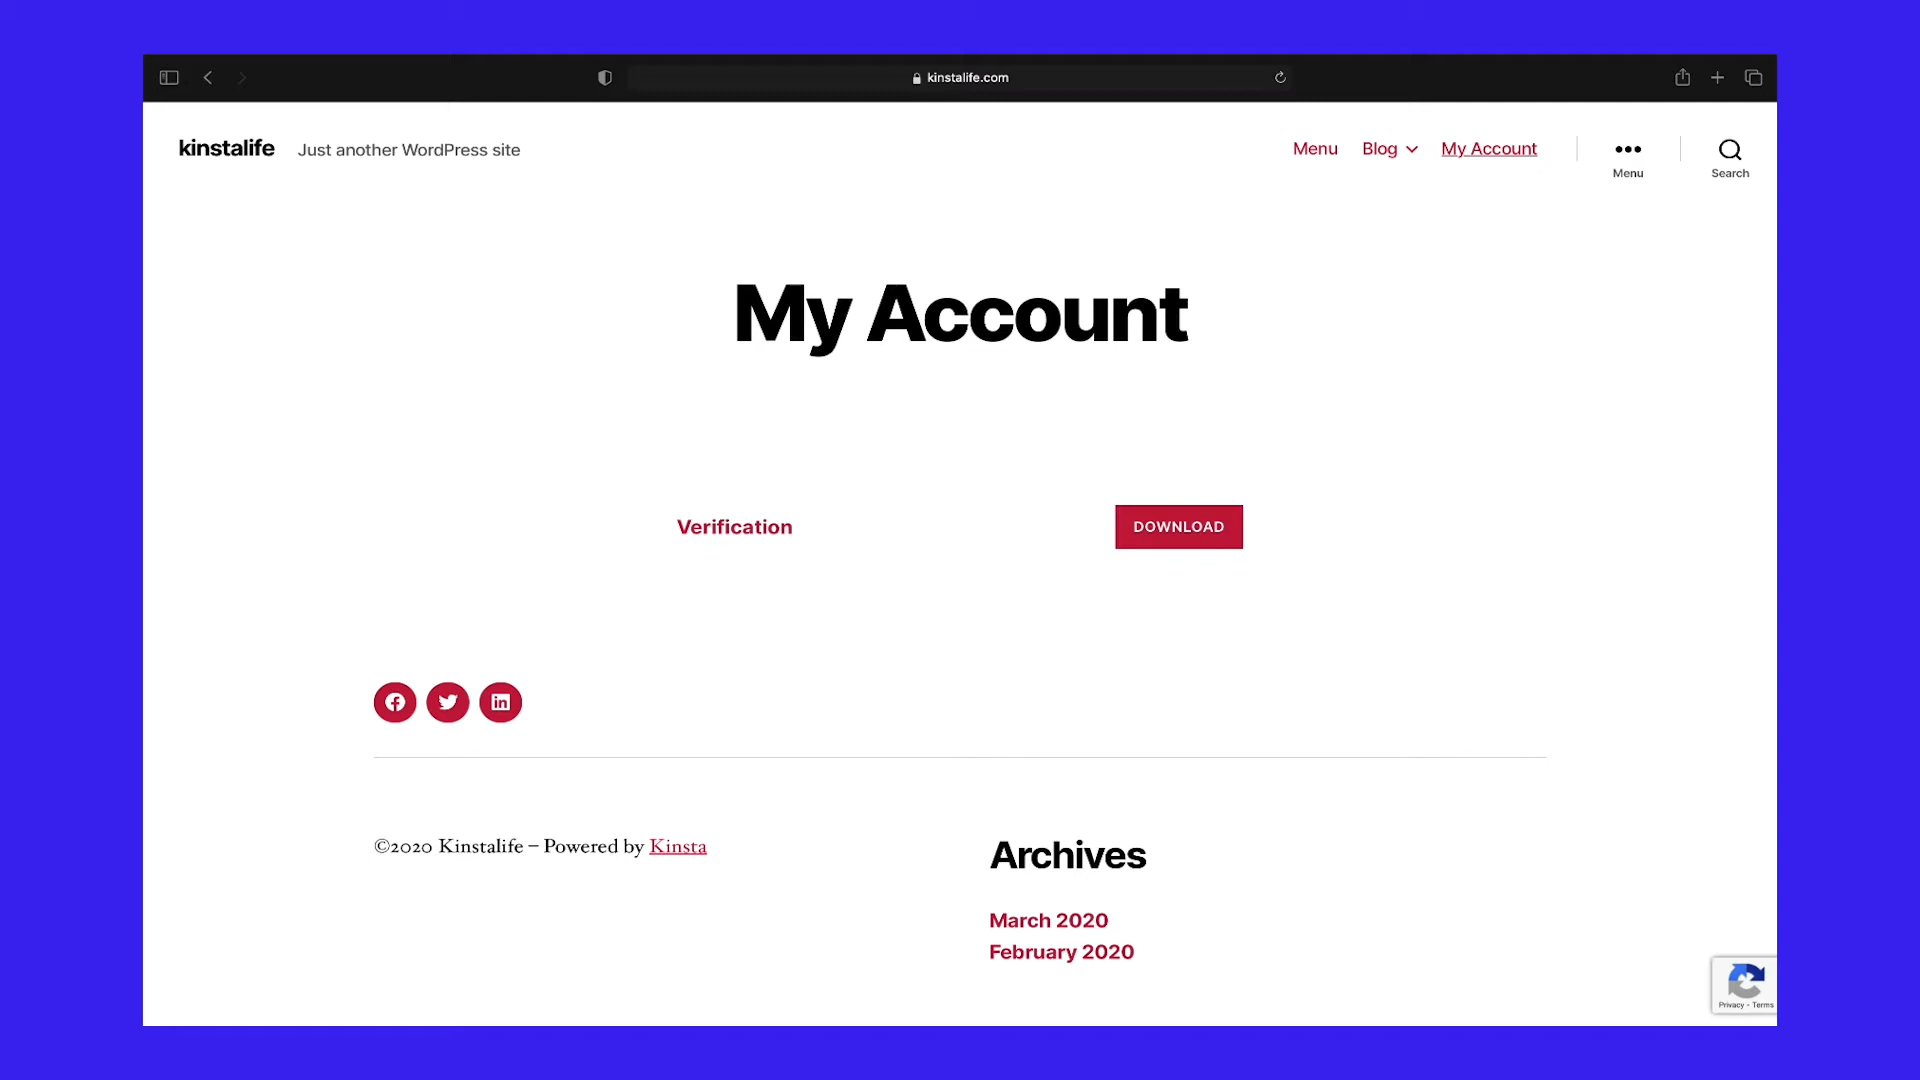 kinstalife.com
kinstalife Just another WordPress site Menu Blog My Account Menu Search
My Account
Verification DOWNLOAD
©2020 Kinstalife – Powered by Kinsta
Archives
March 2020
February 2020
Privacy - Terms